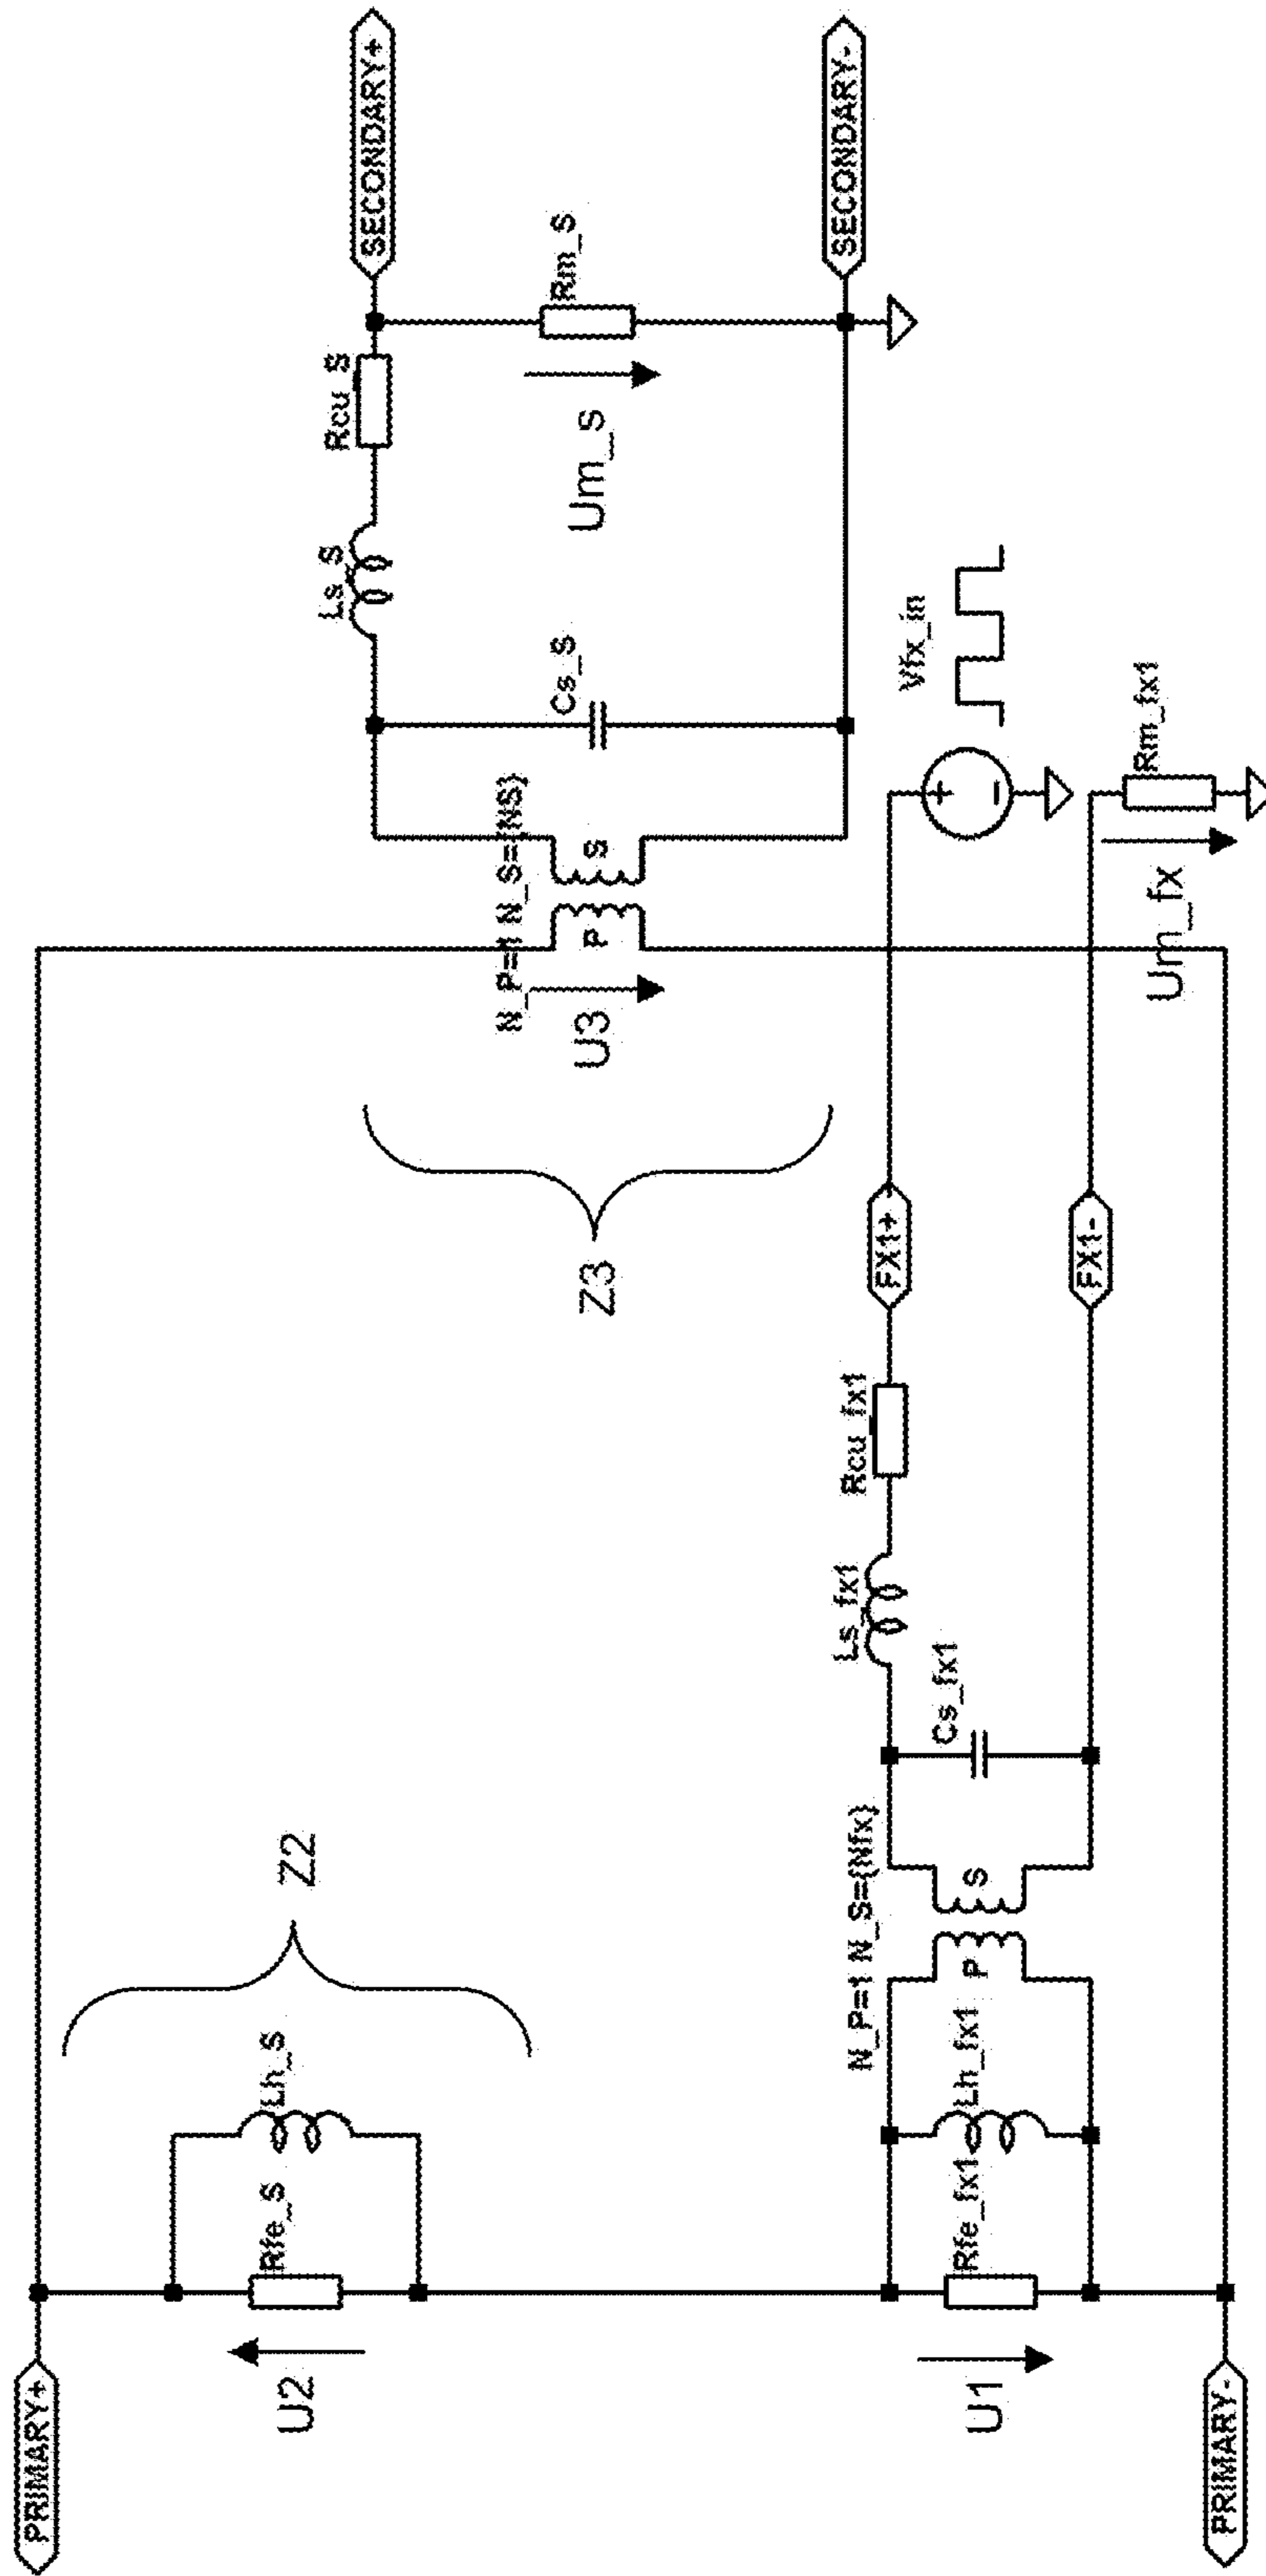 PRIMARY+
U2
Rfe_S
Lh_S
Z2
U1
Rfe_fx1
Lh_fx1
N_P=1 N_S={Nfx}
P
S
Cs_fx1
Ls_fx1
Rcu_fx1
FX1+
FX1-
PRIMARY-
Z3
U3
N_P=1 N_S={NS}
P
S
Cs_S
Ls_S
Rcu_S
Um_S
Rm_S
SECONDARY+
SECONDARY-
Vfx_in
+
-
Um_fx
Rm_fx1